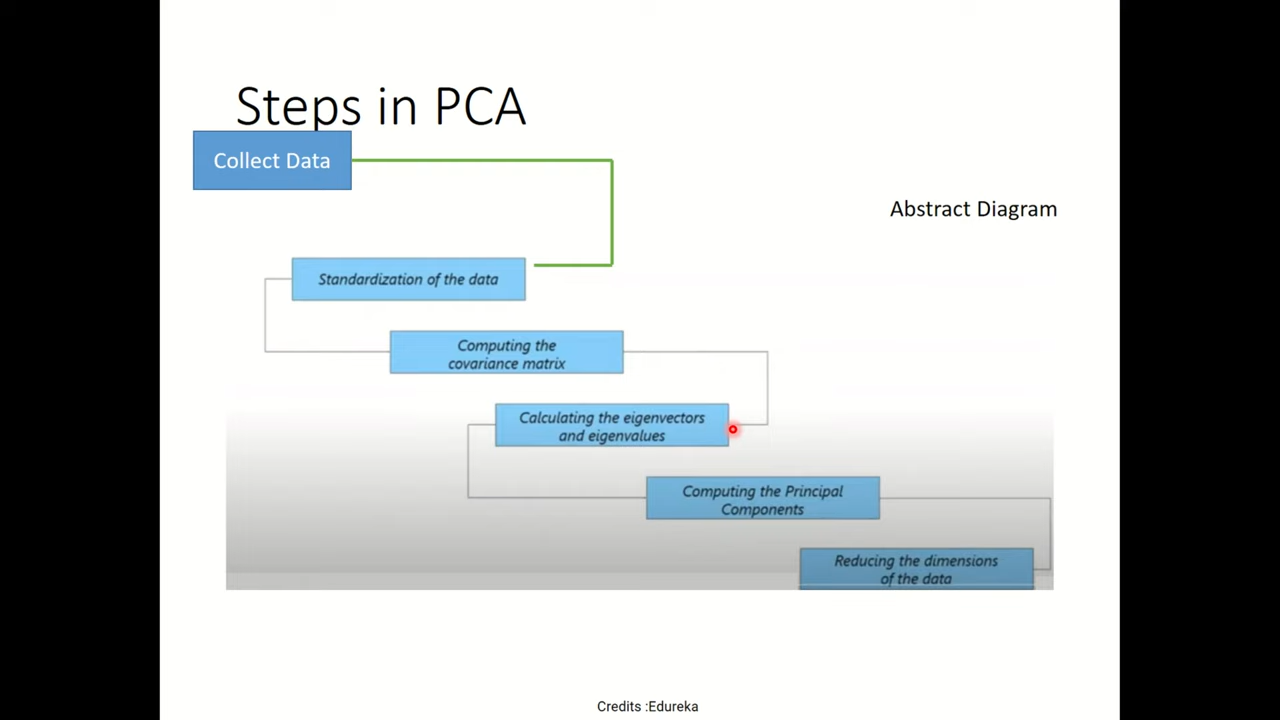 Steps in PCA
Collect Data
Abstract Diagram
Standardization of the data
Computing the
covariance matrix
Calculating the eigenvectors
and eigenvalues
Computing the Principal
Components
Reducing the dimensions
of the data
Credits :Edureka